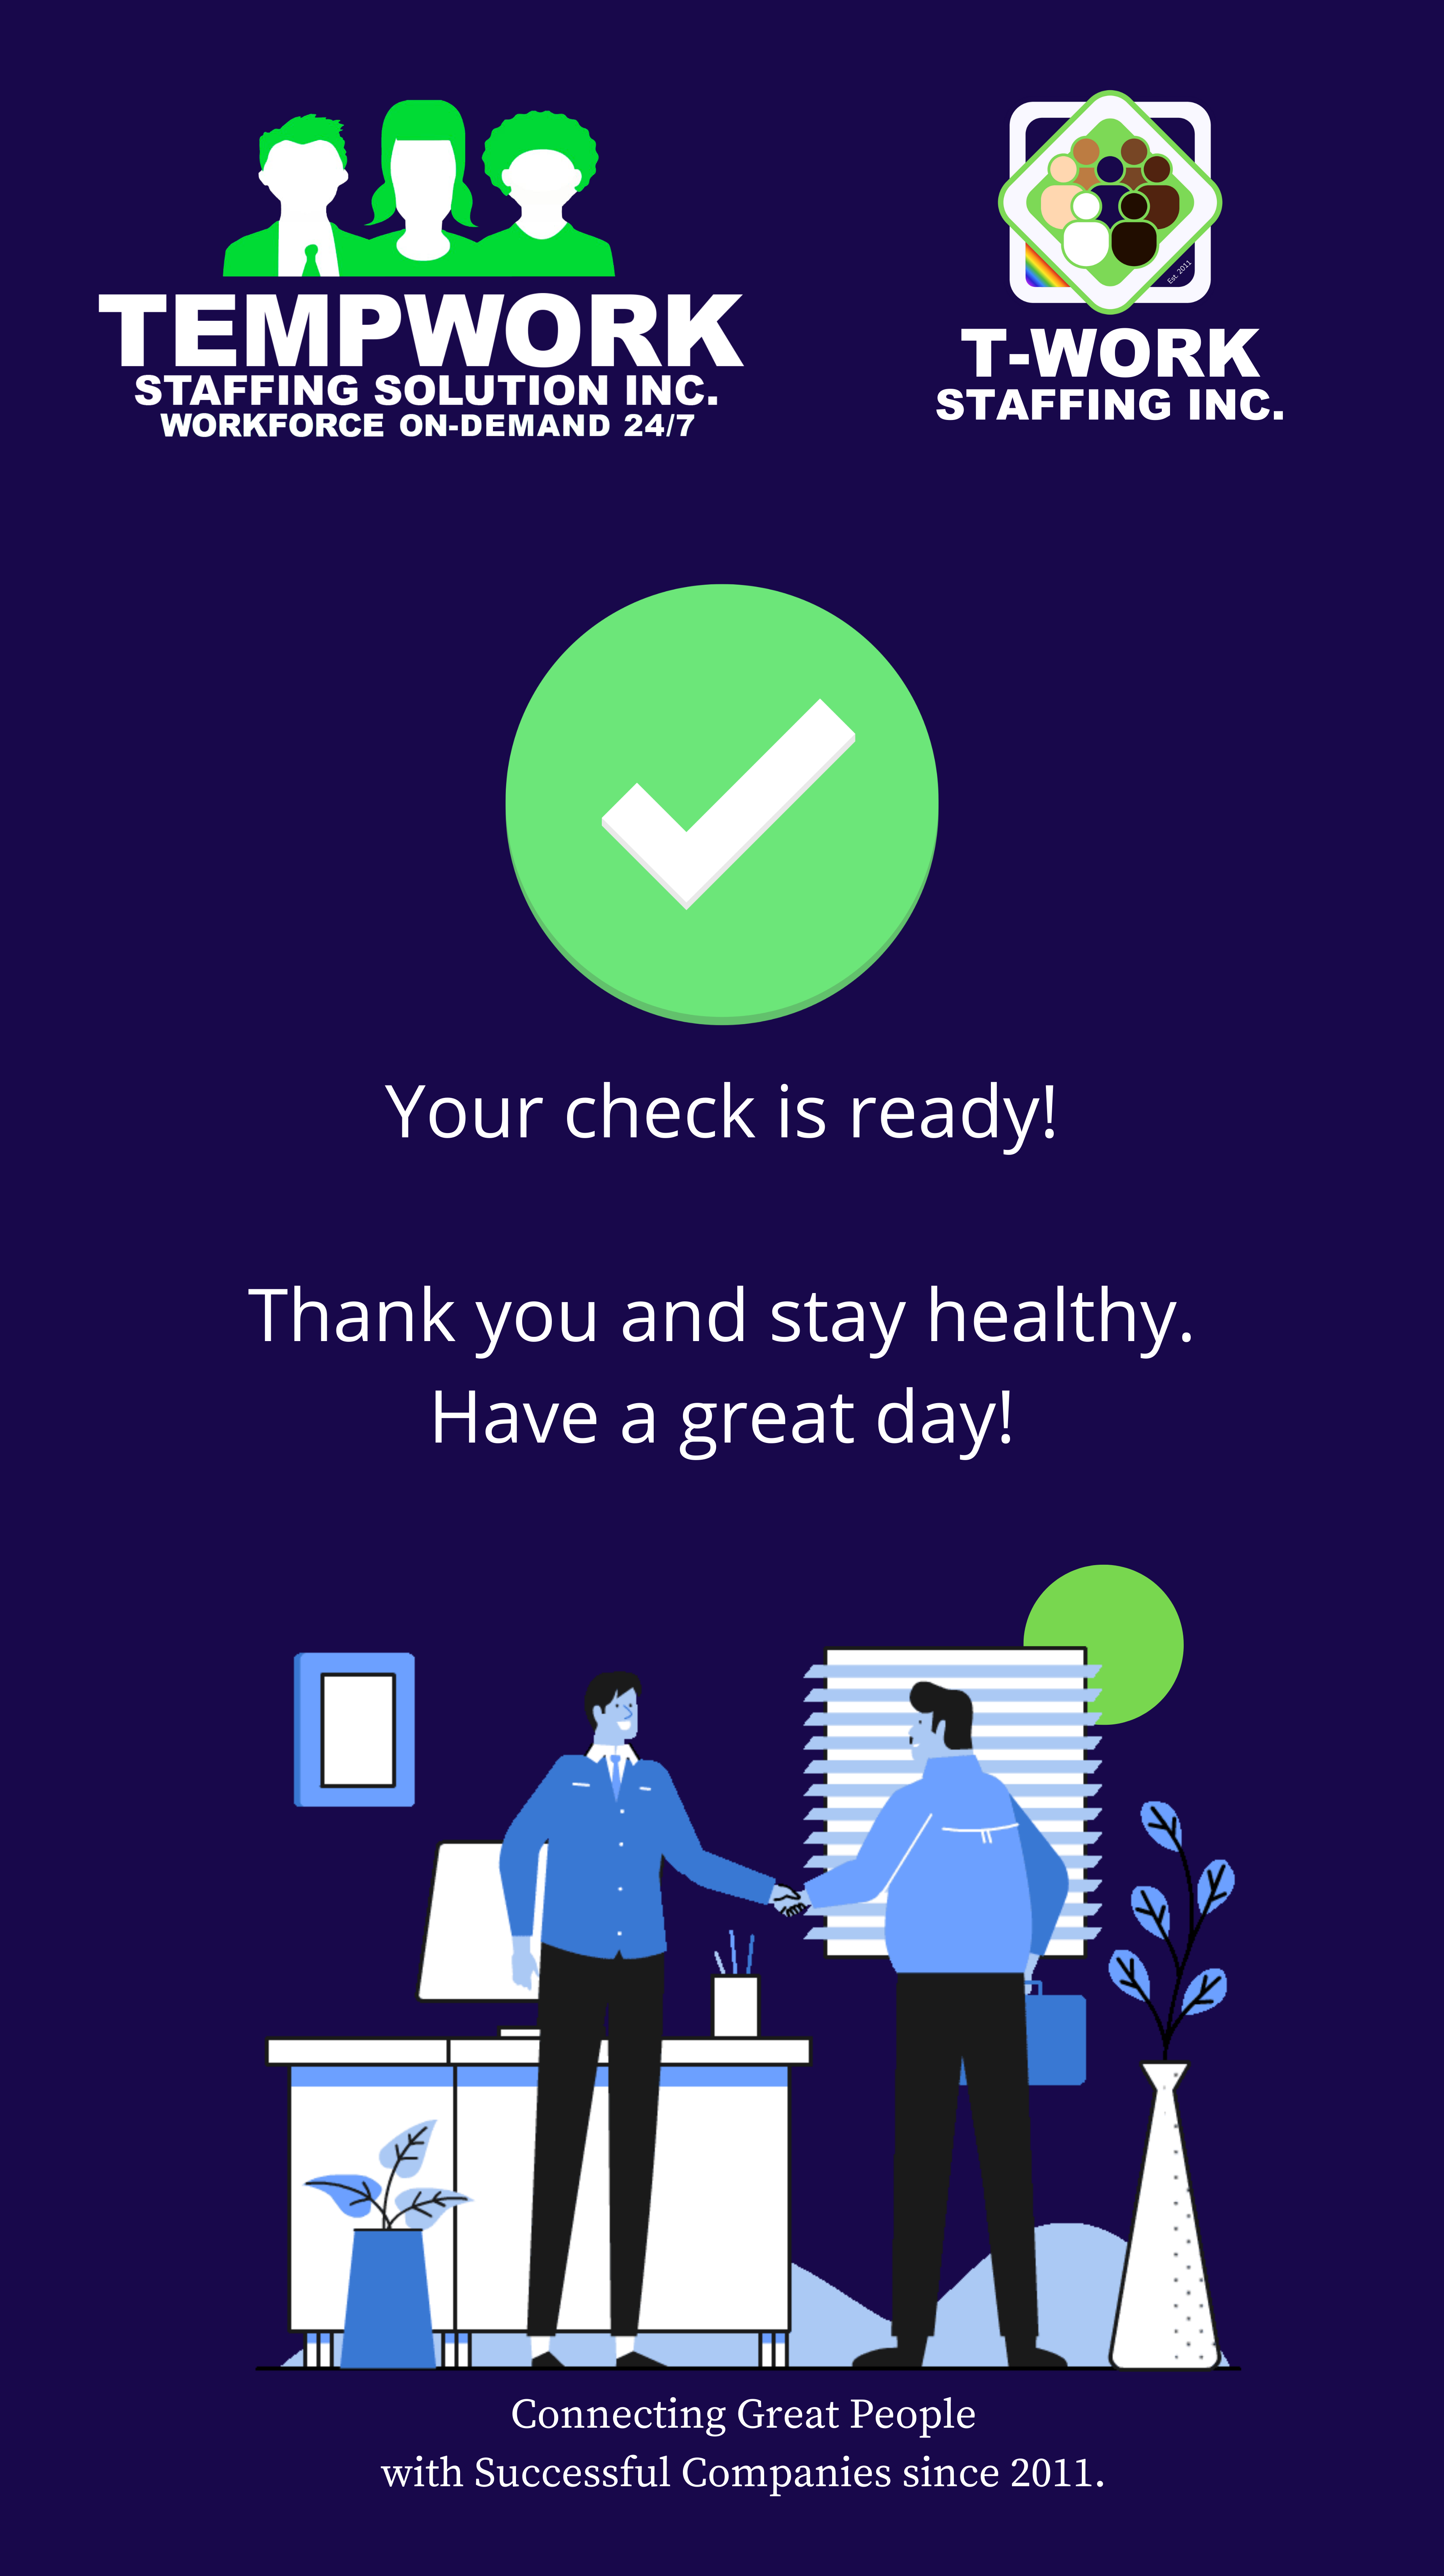 TEMPWORK
STAFFING SOLUTION INC.
WORKFORCE ON-DEMAND 24/7
Est. 2011
T-WORK
STAFFING INC.
Your check is ready!
Thank you and stay healthy.
Have a great day!
Connecting Great People
with Successful Companies since 2011.